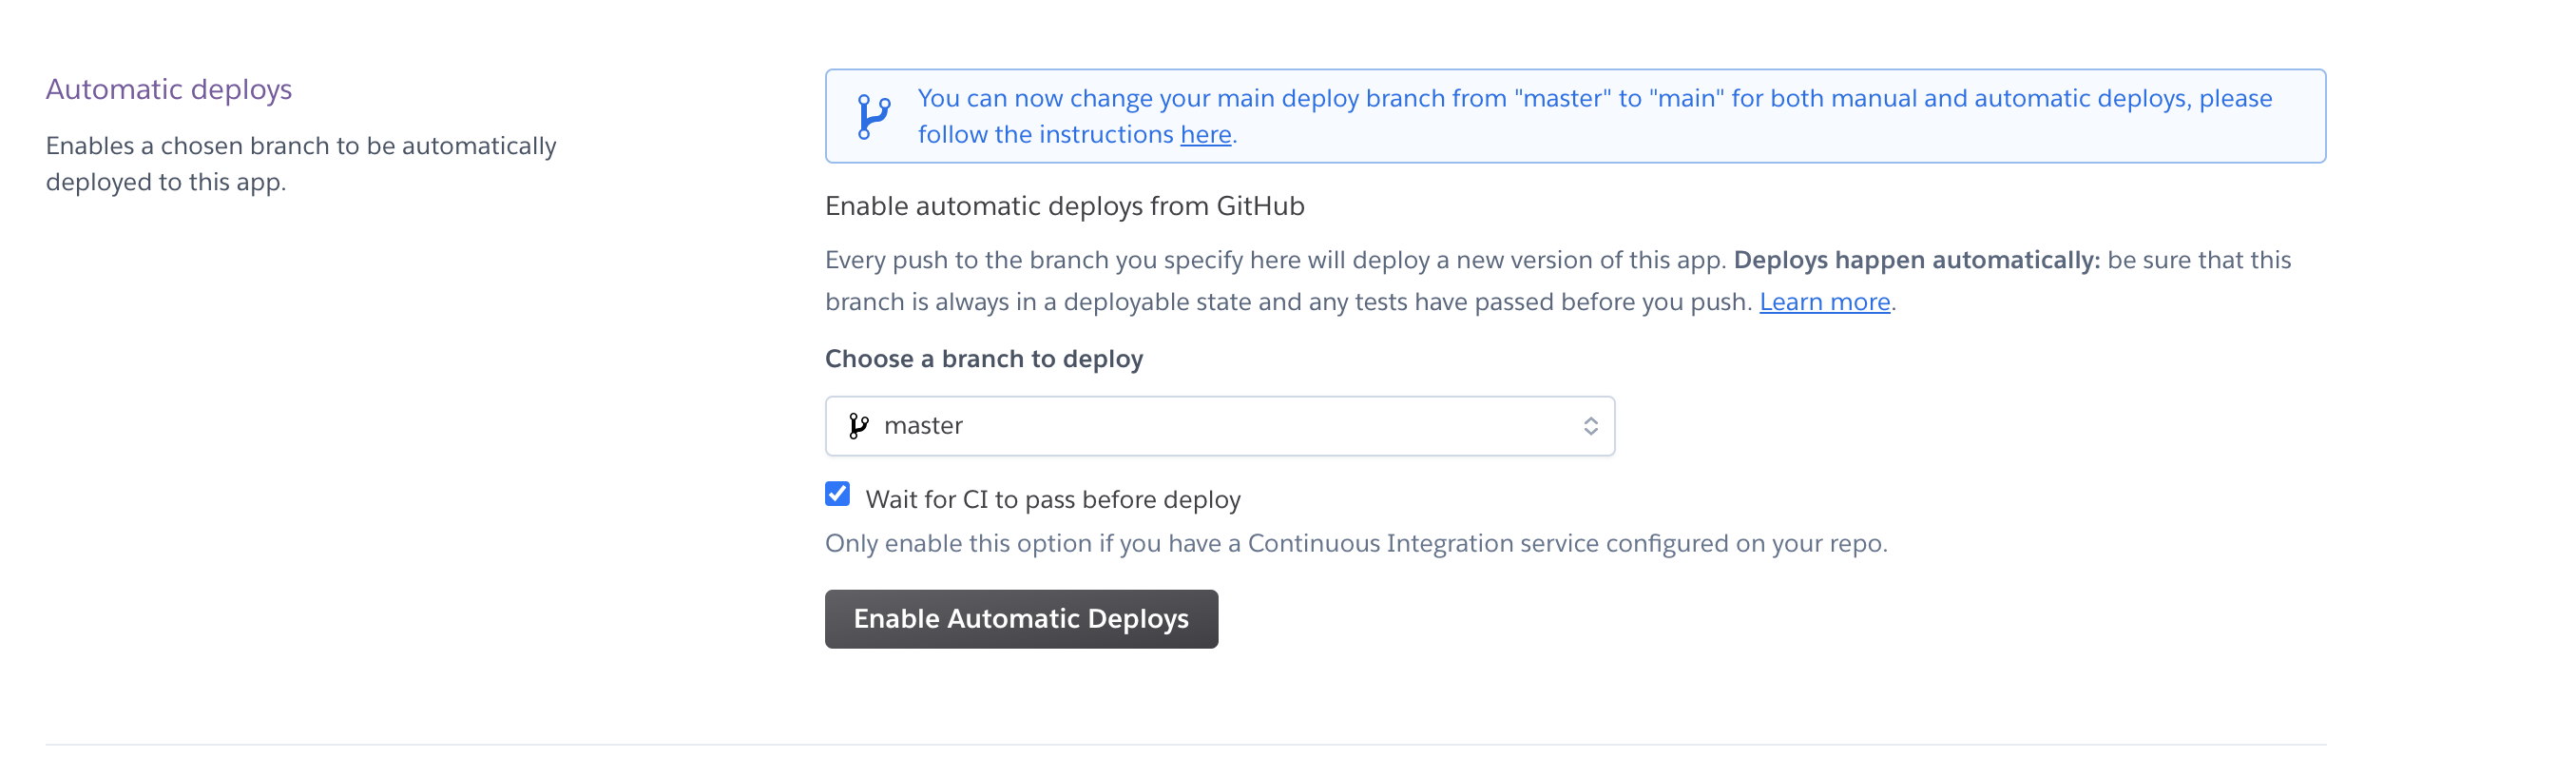 Automatic deploys
Enables a chosen branch to be automatically
deployed to this app.
You can now change your main deploy branch from "master" to "main" for both manual and automatic deploys, please
follow the instructions here.
Enable automatic deploys from GitHub
Every push to the branch you specify here will deploy a new version of this app. Deploys happen automatically: be sure that this
branch is always in a deployable state and any tests have passed before you push. Learn more.
Choose a branch to deploy
master
Wait for CI to pass before deploy
Only enable this option if you have a Continuous Integration service configured on your repo.
Enable Automatic Deploys